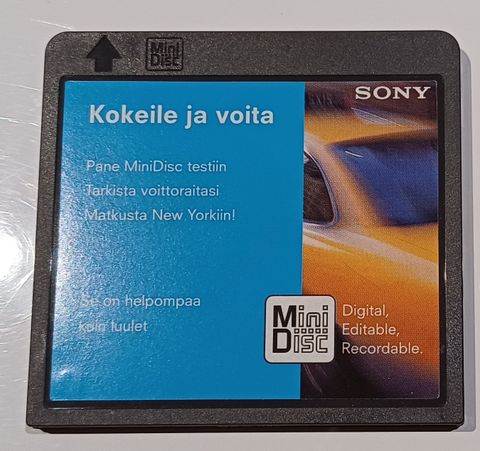 Mini
Disc
SONY
Kokeile ja voita
Pane MiniDisc testiin
Tarkista voittoraitasi
Matkusta New Yorkiin!
Se on helpompaa
kuin luulet
Mini
Disc
Digital,
Editable,
Recordable.